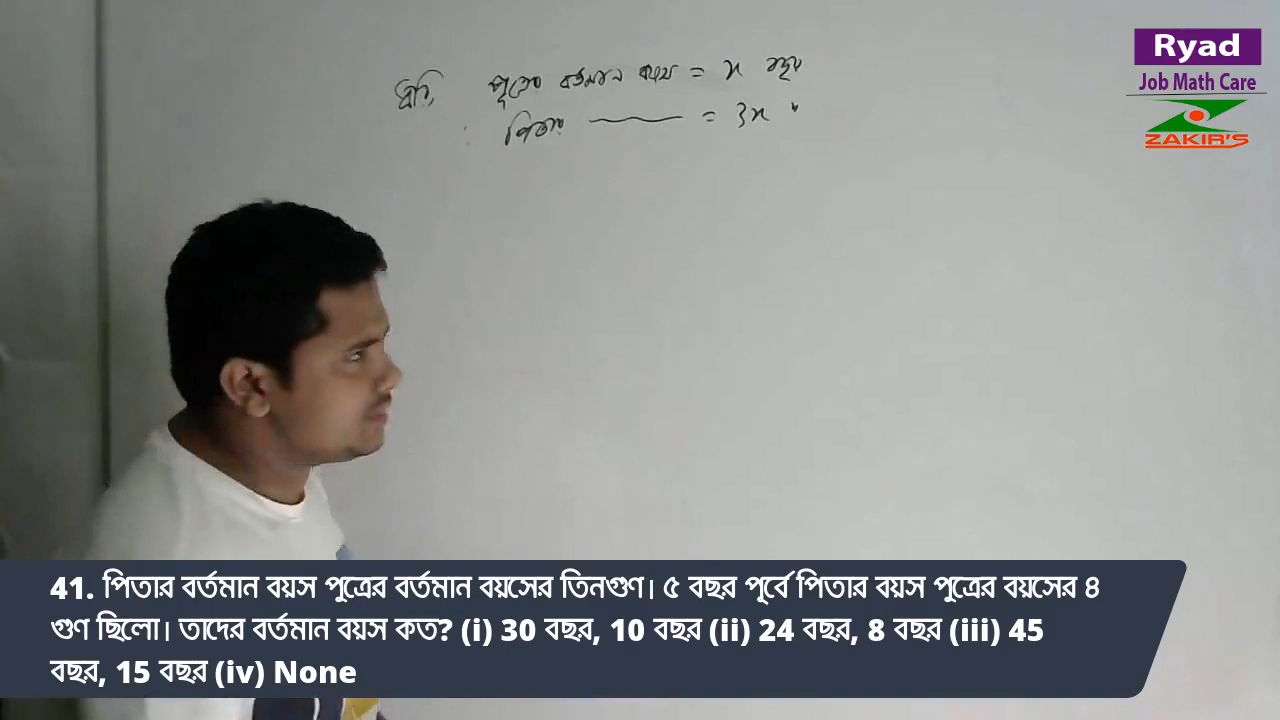 ধরি, পুত্রের বর্তমান বয়স = x বছর
পিতার = 3x "
Ryad
Job Math Care
ZAKIR'S
41. পিতার বর্তমান বয়স পুত্রের বর্তমান বয়সের তিনগুণ। ৫ বছর পূর্বে পিতার বয়স পুত্রের বয়সের ৪
গুণ ছিলো। তাদের বর্তমান বয়স কত? (i) 30 বছর, 10 বছর (ii) 24 বছর, 8 বছর (iii) 45
বছর, 15 বছর (iv) None